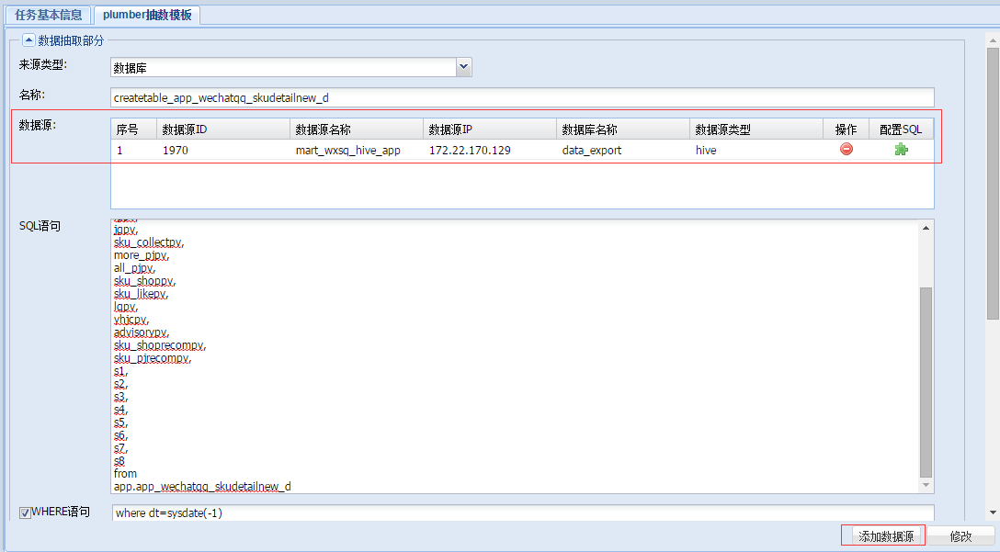 任务基本信息 plumber抽数模板
数据抽取部分
来源类型: 数据库
名称: createtable_app_wechatqq_skudetailnew_d
数据源: 序号 数据源ID 数据源名称 数据源IP 数据库名称 数据源类型 操作 配置SQL
1 1970 mart_wxsq_hive_app 172.22.170.129 data_export hive
SQL语句
jgpv,
sku_collectpv,
more_pjpv,
all_pjpv,
sku_shoppv,
sku_likepv,
lqpv,
yhjcpv,
advisorypv,
sku_shoprecompv,
sku_pjrecompv,
s1,
s2,
s3,
s4,
s5,
s6,
s7,
s8
from
app.app_wechatqq_skudetailnew_d
WHERE语句 where dt=sysdate(-1)
添加数据源 修改